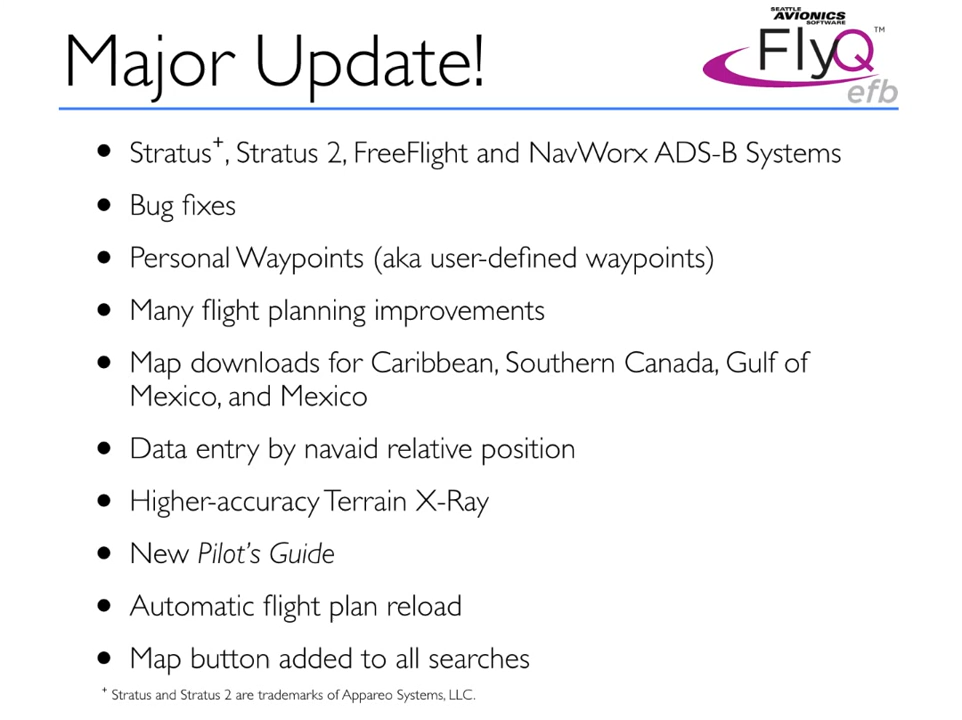 Major Update!
SEATTLE
AVIONICS
SOFTWARE
FlyQ™
efb
• Stratus⁺, Stratus 2, FreeFlight and NavWorx ADS-B Systems
• Bug fixes
• Personal Waypoints (aka user-defined waypoints)
• Many flight planning improvements
• Map downloads for Caribbean, Southern Canada, Gulf of
Mexico, and Mexico
• Data entry by navaid relative position
• Higher-accuracy Terrain X-Ray
• New Pilot's Guide
• Automatic flight plan reload
• Map button added to all searches
⁺ Stratus and Stratus 2 are trademarks of Appareo Systems, LLC.